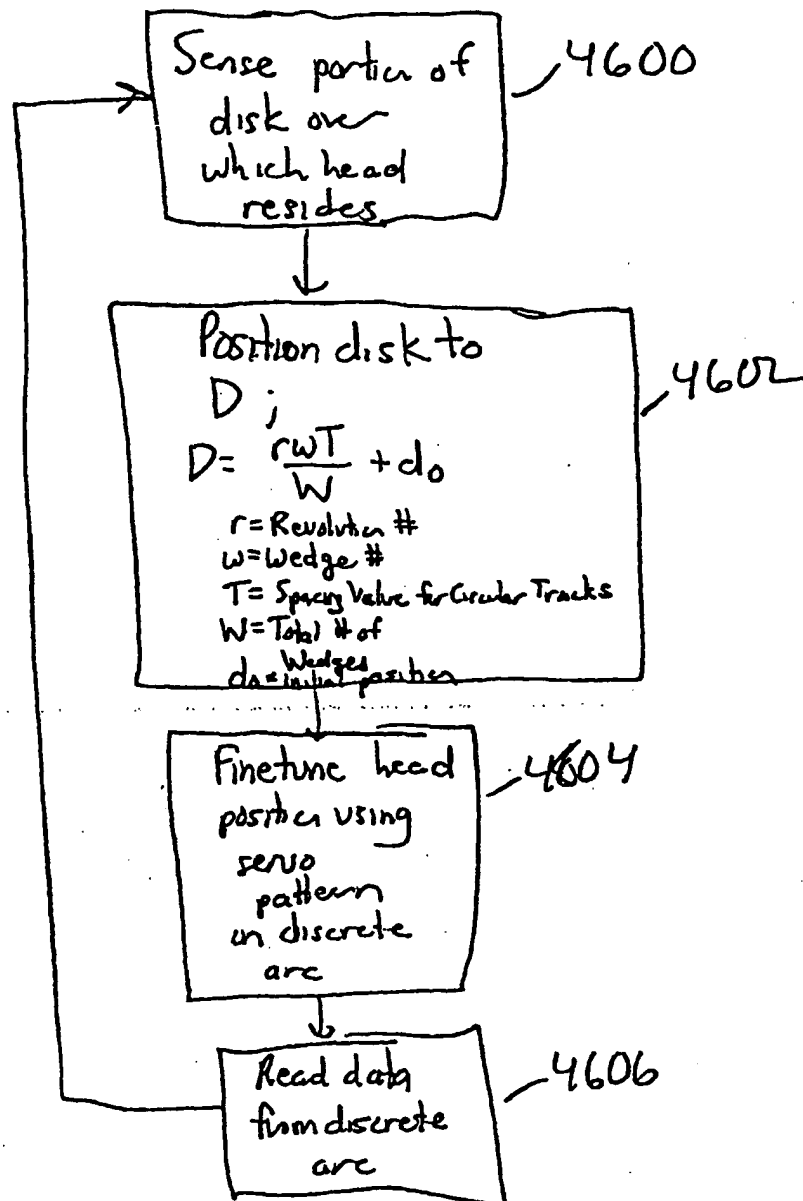 Sense portion of
disk over
which head
resides
4600
Position disk to
D ;
D= rwT/W + d₀
r=Revolution #
w=Wedge #
T= Spacing Value for Circular Tracks
W=Total # of
Wedges
d₀=initial position
4602
Finetune head
position using
servo
pattern
on discrete
arc
4604
Read data
from discrete
arc
4606